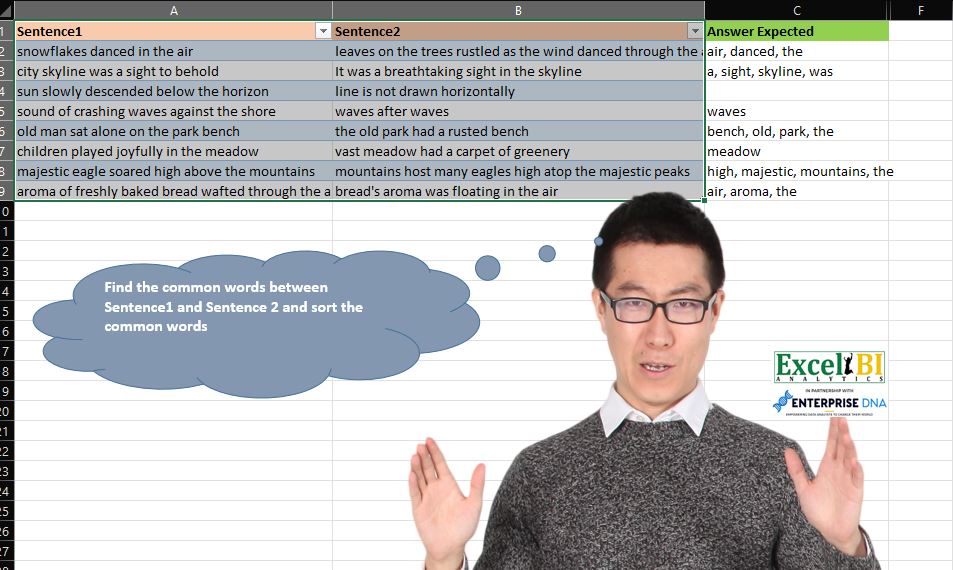 A B C F
1 Sentence1 Sentence2 Answer Expected
2 snowflakes danced in the air leaves on the trees rustled as the wind danced through the air, danced, the
3 city skyline was a sight to behold It was a breathtaking sight in the skyline a, sight, skyline, was
4 sun slowly descended below the horizon line is not drawn horizontally
5 sound of crashing waves against the shore waves after waves waves
6 old man sat alone on the park bench the old park had a rusted bench bench, old, park, the
7 children played joyfully in the meadow vast meadow had a carpet of greenery meadow
8 majestic eagle soared high above the mountains mountains host many eagles high atop the majestic peaks high, majestic, mountains, the
9 aroma of freshly baked bread wafted through the a bread's aroma was floating in the air air, aroma, the
0
1
2
3
4
5
6
7
8
9
20
21
22
23
24
25
26
27
Find the common words between
Sentence1 and Sentence 2 and sort the
common words
Excel BI
ANALYTICS
IN PARTNERSHIP WITH
ENTERPRISE DNA
EMPOWERING DATA ANALYSTS TO CHANGE THEIR WORLD